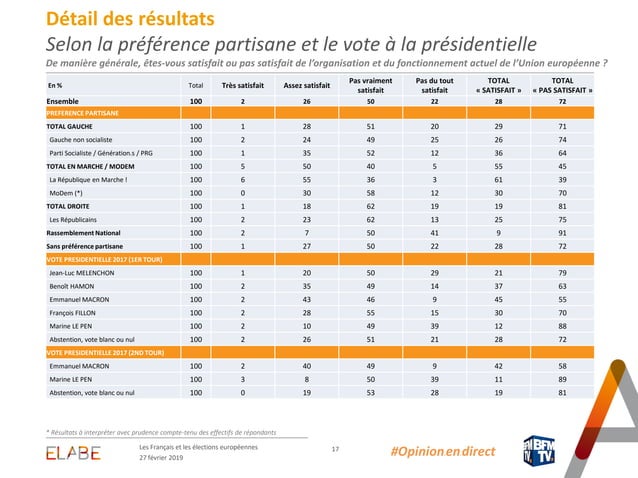 Détail des résultats
Selon la préférence partisane et le vote à la présidentielle
De manière générale, êtes-vous satisfait ou pas satisfait de l’organisation et du fonctionnement actuel de l’Union européenne ?
En % Total Très satisfait Assez satisfait Pas vraiment satisfait Pas du tout satisfait TOTAL « SATISFAIT » TOTAL « PAS SATISFAIT »
Ensemble 100 2 26 50 22 28 72
PREFERENCE PARTISANE
TOTAL GAUCHE 100 1 28 51 20 29 71
Gauche non socialiste 100 2 24 49 25 26 74
Parti Socialiste / Génération.s / PRG 100 1 35 52 12 36 64
TOTAL EN MARCHE / MODEM 100 5 50 40 5 55 45
La République en Marche ! 100 6 55 36 3 61 39
MoDem (*) 100 0 30 58 12 30 70
TOTAL DROITE 100 1 18 62 19 19 81
Les Républicains 100 2 23 62 13 25 75
Rassemblement National 100 2 7 50 41 9 91
Sans préférence partisane 100 1 27 50 22 28 72
VOTE PRESIDENTIELLE 2017 (1ER TOUR)
Jean-Luc MELENCHON 100 1 20 50 29 21 79
Benoît HAMON 100 2 35 49 14 37 63
Emmanuel MACRON 100 2 43 46 9 45 55
François FILLON 100 2 28 55 15 30 70
Marine LE PEN 100 2 10 49 39 12 88
Abstention, vote blanc ou nul 100 2 26 51 21 28 72
VOTE PRESIDENTIELLE 2017 (2ND TOUR)
Emmanuel MACRON 100 2 40 49 9 42 58
Marine LE PEN 100 3 8 50 39 11 89
Abstention, vote blanc ou nul 100 0 19 53 28 19 81
* Résultats à interpréter avec prudence compte-tenu des effectifs de répondants
ELABE
Les Français et les élections européennes
27 février 2019
17
#Opinionendirect
BFM
TV.